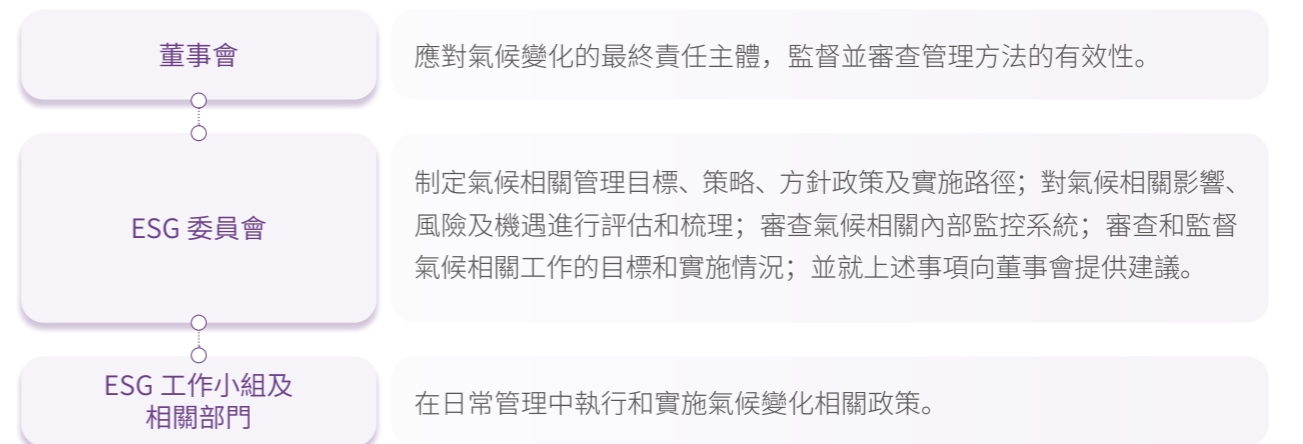 董事會
應對氣候變化的最終責任主體，監督並審查管理方法的有效性。
ESG 委員會
制定氣候相關管理目標、策略、方針政策及實施路徑；對氣候相關影響、
風險及機遇進行評估和梳理；審查氣候相關內部監控系統；審查和監督
氣候相關工作的目標和實施情況；並就上述事項向董事會提供建議。
ESG 工作小組及
相關部門
在日常管理中執行和實施氣候變化相關政策。